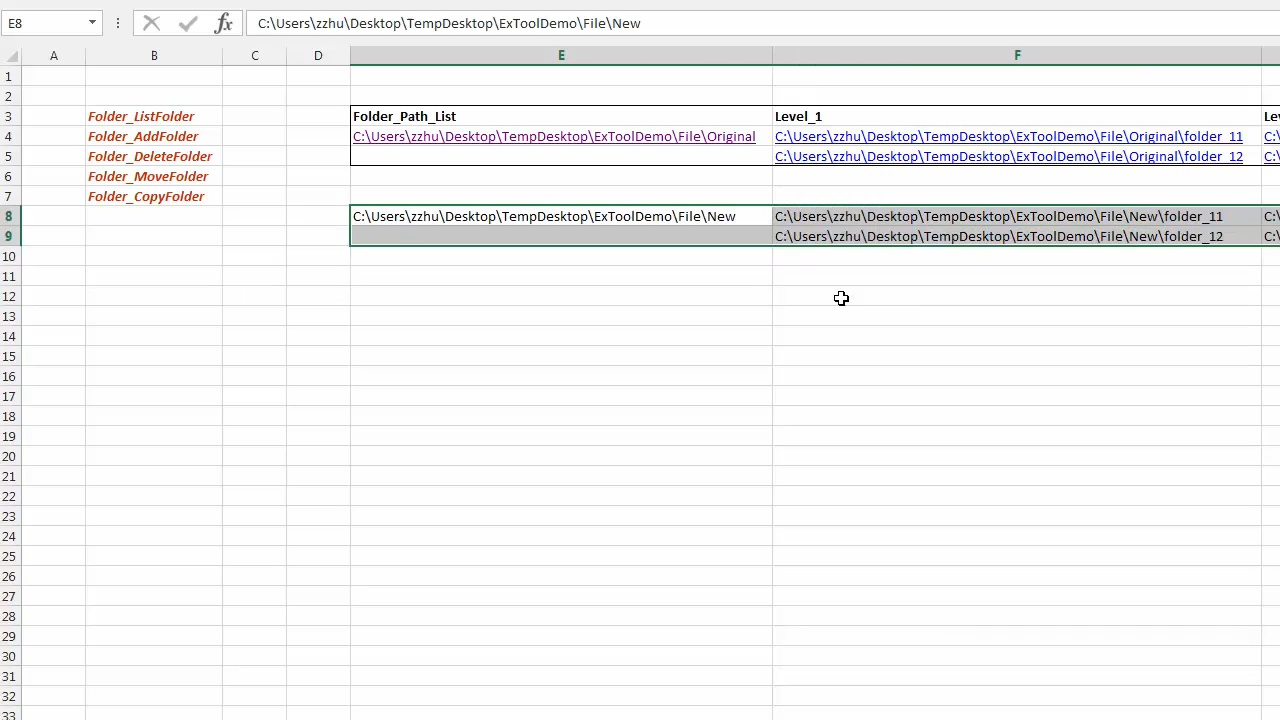 E8 fx C:\Users\zzhu\Desktop\TempDesktop\ExToolDemo\File\New
A B C D E F
1
2
3 Folder_ListFolder Folder_Path_List Level_1 Le
4 Folder_AddFolder C:\Users\zzhu\Desktop\TempDesktop\ExToolDemo\File\Original C:\Users\zzhu\Desktop\TempDesktop\ExToolDemo\File\Original\folder_11 C:\
5 Folder_DeleteFolder C:\Users\zzhu\Desktop\TempDesktop\ExToolDemo\File\Original\folder_12 C:\
6 Folder_MoveFolder
7 Folder_CopyFolder
8 C:\Users\zzhu\Desktop\TempDesktop\ExToolDemo\File\New C:\Users\zzhu\Desktop\TempDesktop\ExToolDemo\File\New\folder_11 C:\
9 C:\Users\zzhu\Desktop\TempDesktop\ExToolDemo\File\New\folder_12 C:\
10
11
12
13
14
15
16
17
18
19
20
21
22
23
24
25
26
27
28
29
30
31
32
33